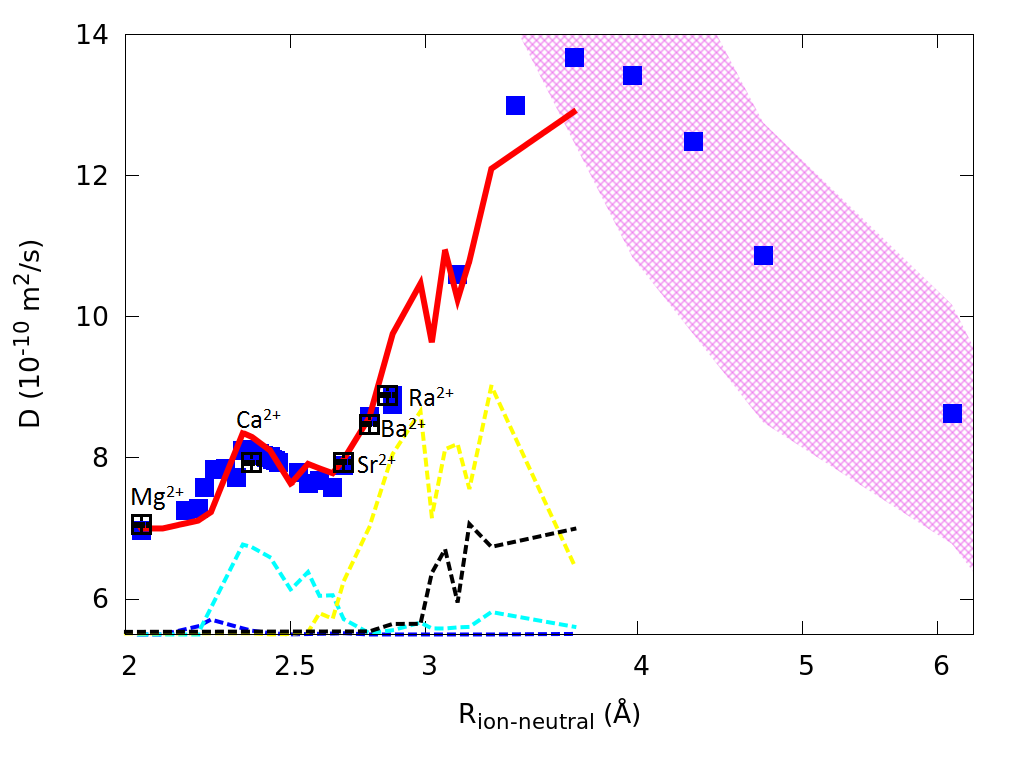 14
12
10
8
6
D (10⁻¹⁰ m²/s)
Ca²⁺
Ra²⁺
Ba²⁺
Sr²⁺
Mg²⁺
2 2.5 3 4 5 6
R_ion-neutral (Å)